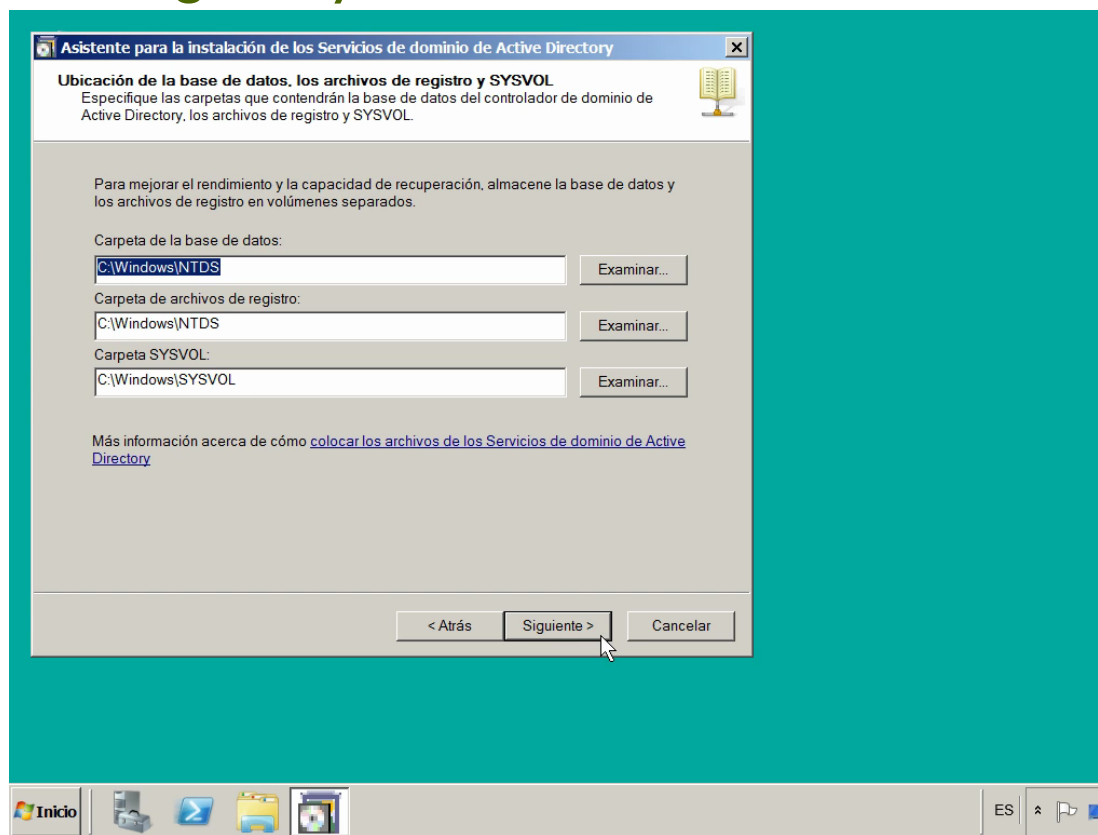 Asistente para la instalación de los Servicios de dominio de Active Directory
Ubicación de la base de datos, los archivos de registro y SYSVOL
Especifique las carpetas que contendrán la base de datos del controlador de dominio de
Active Directory, los archivos de registro y SYSVOL.
Para mejorar el rendimiento y la capacidad de recuperación, almacene la base de datos y
los archivos de registro en volúmenes separados.
Carpeta de la base de datos:
C:\Windows\NTDS
Examinar...
Carpeta de archivos de registro:
C:\Windows\NTDS
Examinar...
Carpeta SYSVOL:
C:\Windows\SYSVOL
Examinar...
Más información acerca de cómo colocar los archivos de los Servicios de dominio de Active
Directory
< Atrás Siguiente > Cancelar
Inicio ES